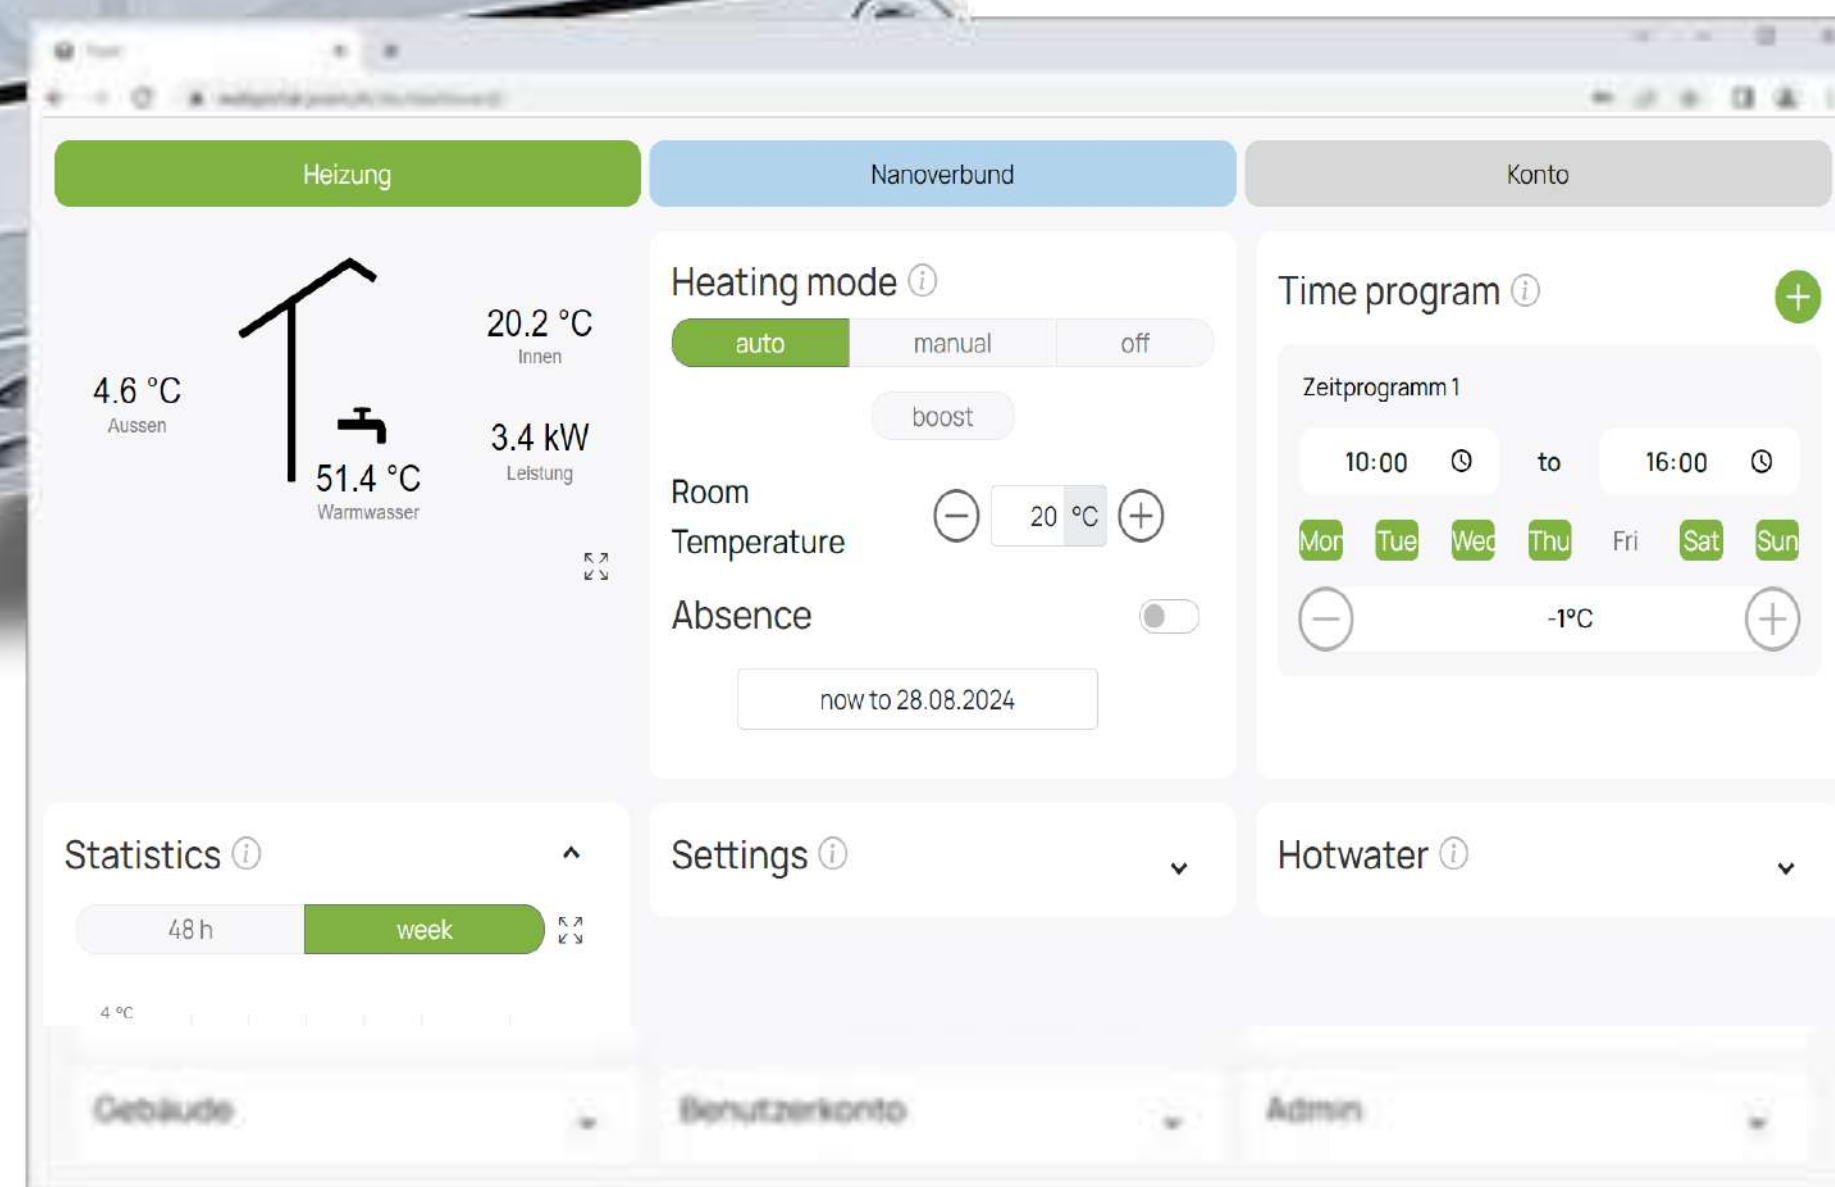 Heizung
Nanoverbund
Konto
4.6 °C
Aussen
20.2 °C
Innen
51.4 °C
Warmwasser
3.4 kW
Leistung
Heating mode
auto
manual
off
boost
Room
Temperature
20 °C
Absence
now to 28.08.2024
Time program
Zeitprogramm 1
10:00 to 16:00
Mon Tue Wed Thu Fri Sat Sun
-1°C
Statistics
48 h
week
4 °C
Settings
Hotwater
Gebäude
Benutzerkonto
Admin